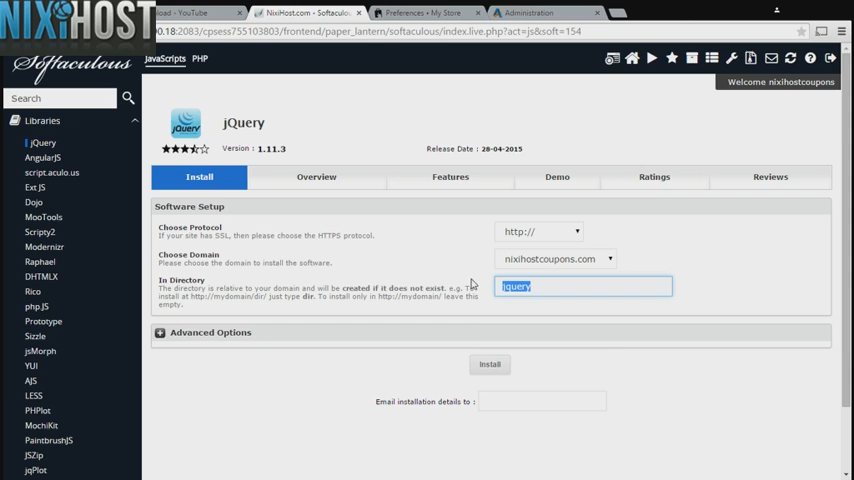 NIXIHOST
load - YouTube
NixiHost.com - Softaculous
Preferences • My Store
Administration
00.18:2083/cpsess755103803/frontend/paper_lantern/softaculous/index.live.php?act=js&soft=154
Softaculous
JavaScripts PHP
Welcome nixihostcoupons
Search
Libraries
jQuery
AngularJS
script.aculo.us
Ext JS
Dojo
MooTools
Scripty2
Modernizr
Raphael
DHTMLX
Rico
php.JS
Prototype
Sizzle
jsMorph
YUI
AJS
LESS
PHPlot
MochiKit
PaintbrushJS
JSZip
jqPlot
jQuery
jQuery
Version : 1.11.3
Release Date : 28-04-2015
Install Overview Features Demo Ratings Reviews
Software Setup
Choose Protocol
If your site has SSL, then please choose the HTTPS protocol.
http://
Choose Domain
Please choose the domain to install the software.
nixihostcoupons.com
In Directory
The directory is relative to your domain and will be created if it does not exist. e.g. To
install at http://mydomain/dir/ just type dir. To install only in http://mydomain/ leave this
empty.
jquery
Advanced Options
Install
Email installation details to :